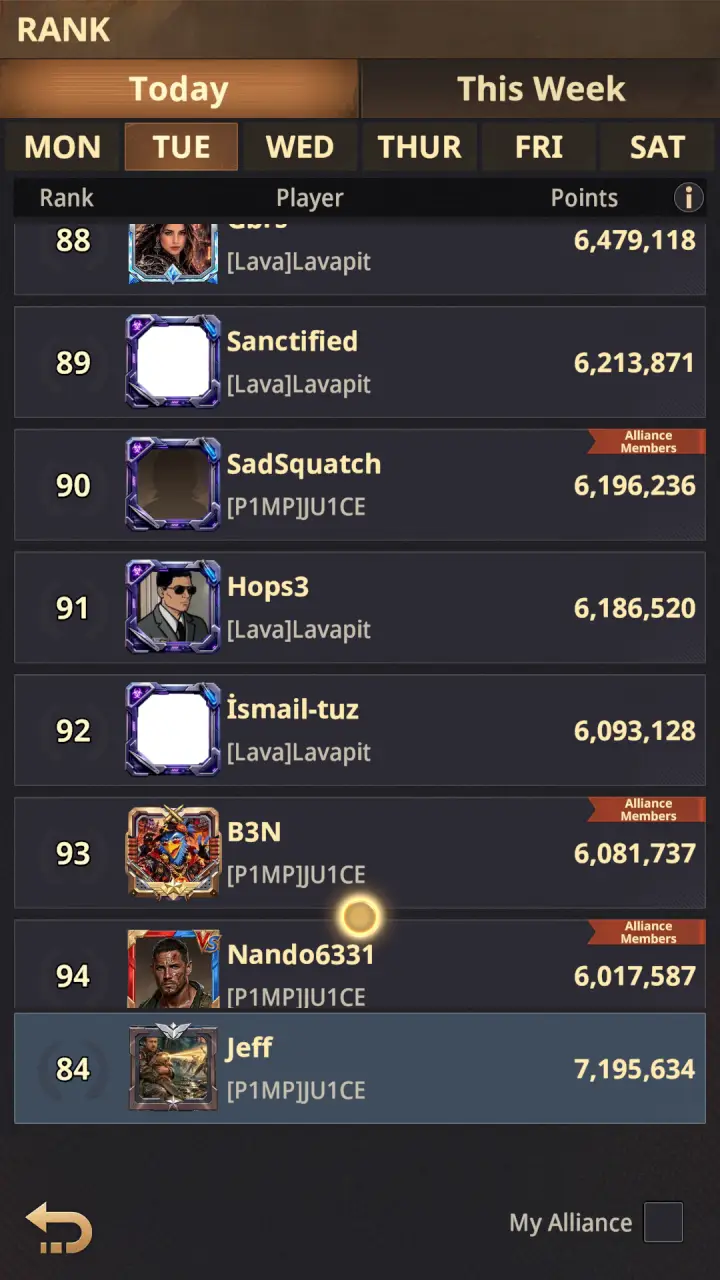 RANK
Today
This Week
MON TUE WED THUR FRI SAT
Rank Player Points
88
6,479,118
[Lava]Lavapit
89
Sanctified
[Lava]Lavapit
6,213,871
90
SadSquatch
[P1MP]JU1CE
Alliance
Members
6,196,236
91
Hops3
[Lava]Lavapit
6,186,520
92
İsmail-tuz
[Lava]Lavapit
6,093,128
93
B3N
[P1MP]JU1CE
Alliance
Members
6,081,737
94
Nando6331
[P1MP]JU1CE
Alliance
Members
6,017,587
84
Jeff
[P1MP]JU1CE
7,195,634
My Alliance